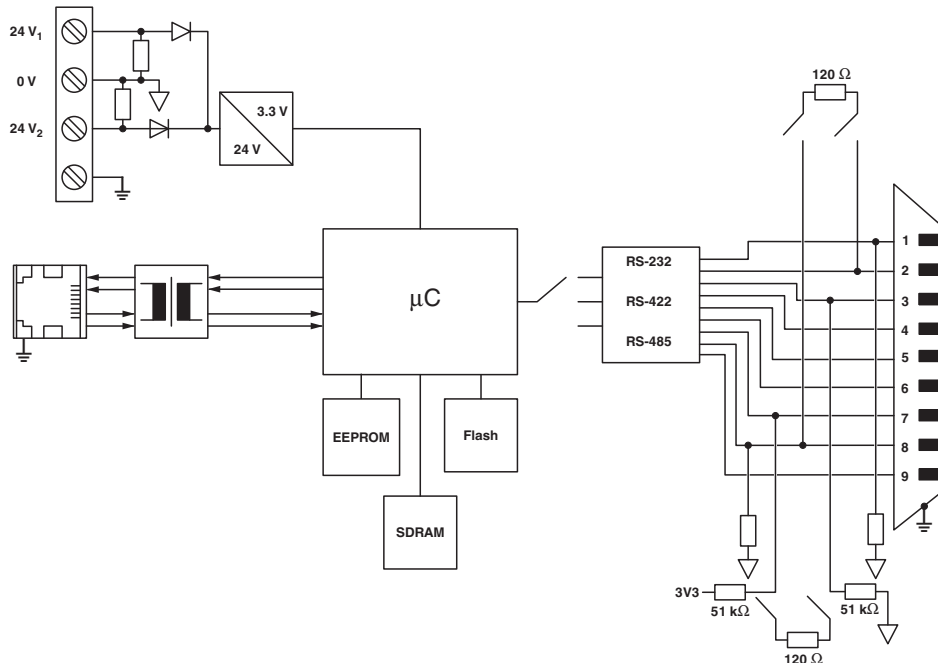 24 V₁
0 V
24 V₂
3.3 V
24 V
120 Ω
µC
EEPROM
Flash
SDRAM
RS-232
RS-422
RS-485
1
2
3
4
5
6
7
8
9
3V3
51 kΩ
51 kΩ
120 Ω